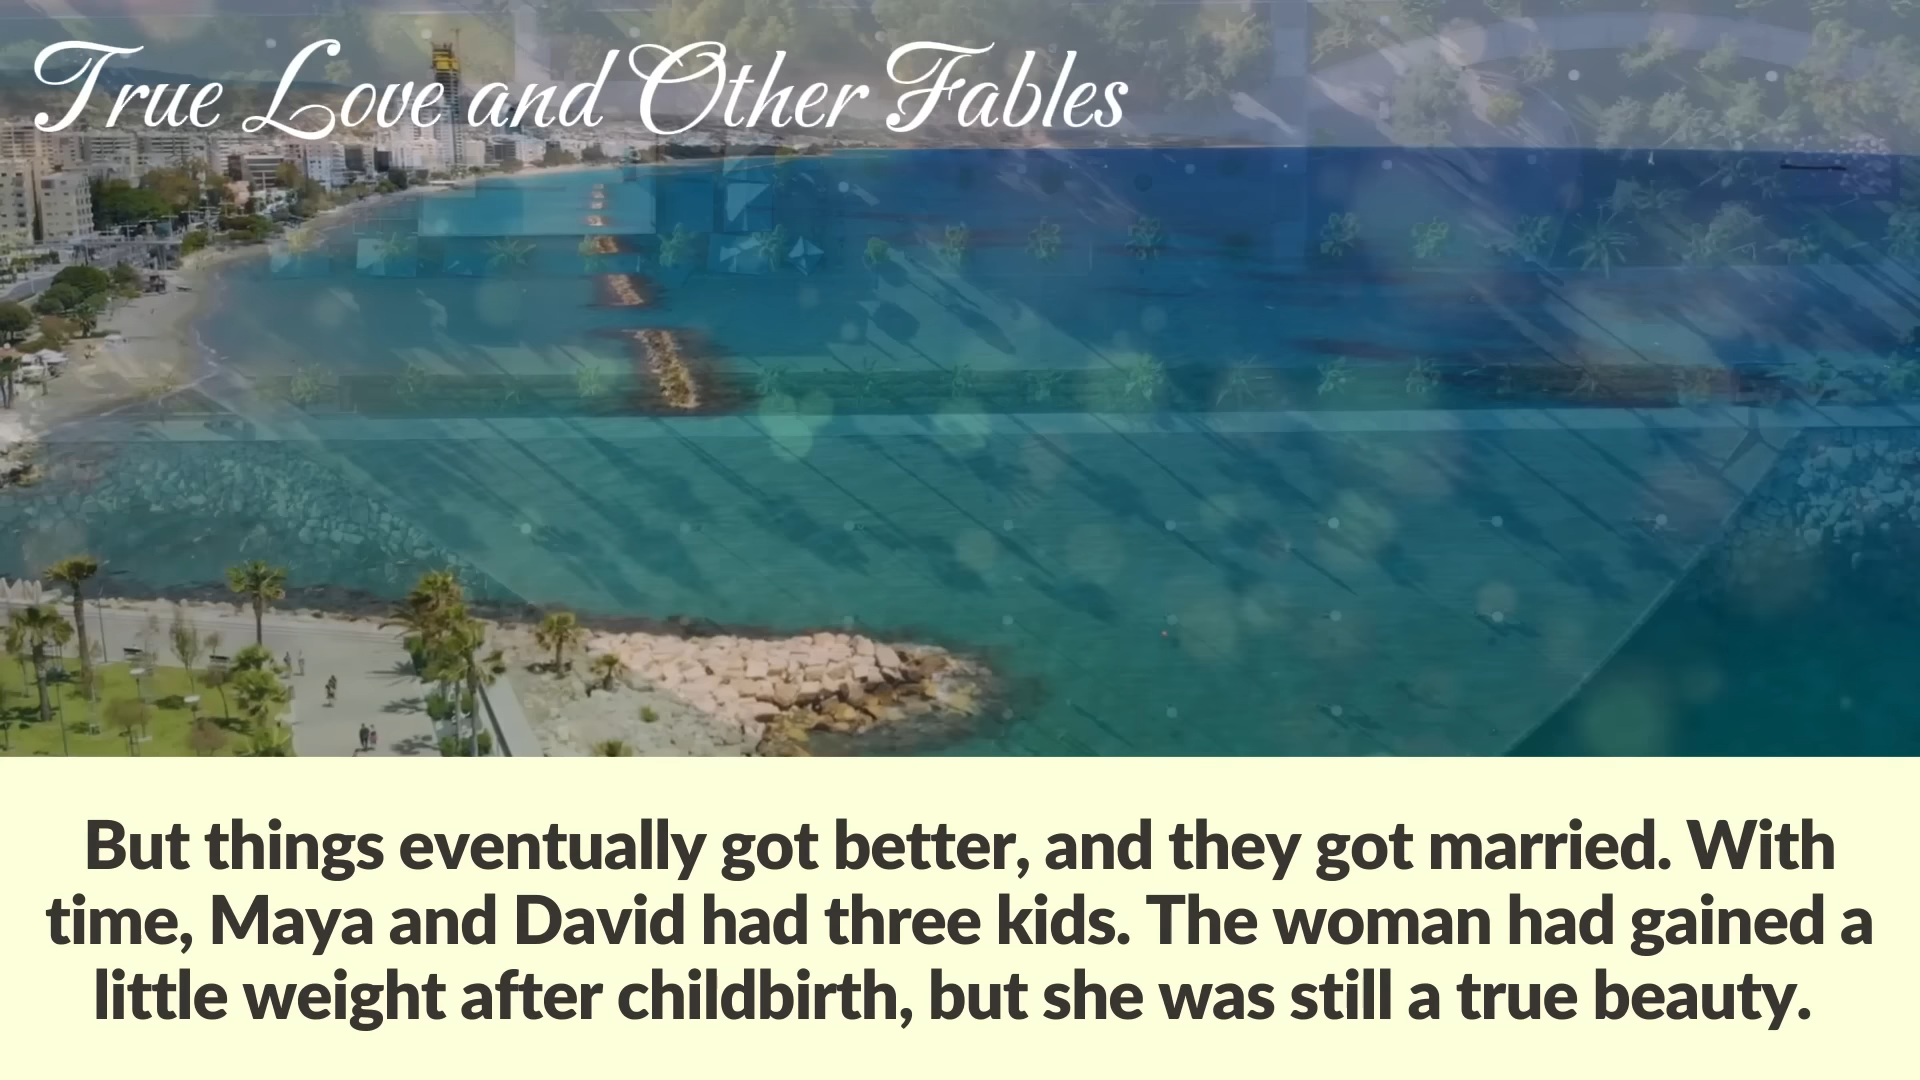 True Love and Other Fables
But things eventually got better, and they got married. With
time, Maya and David had three kids. The woman had gained a
little weight after childbirth, but she was still a true beauty.